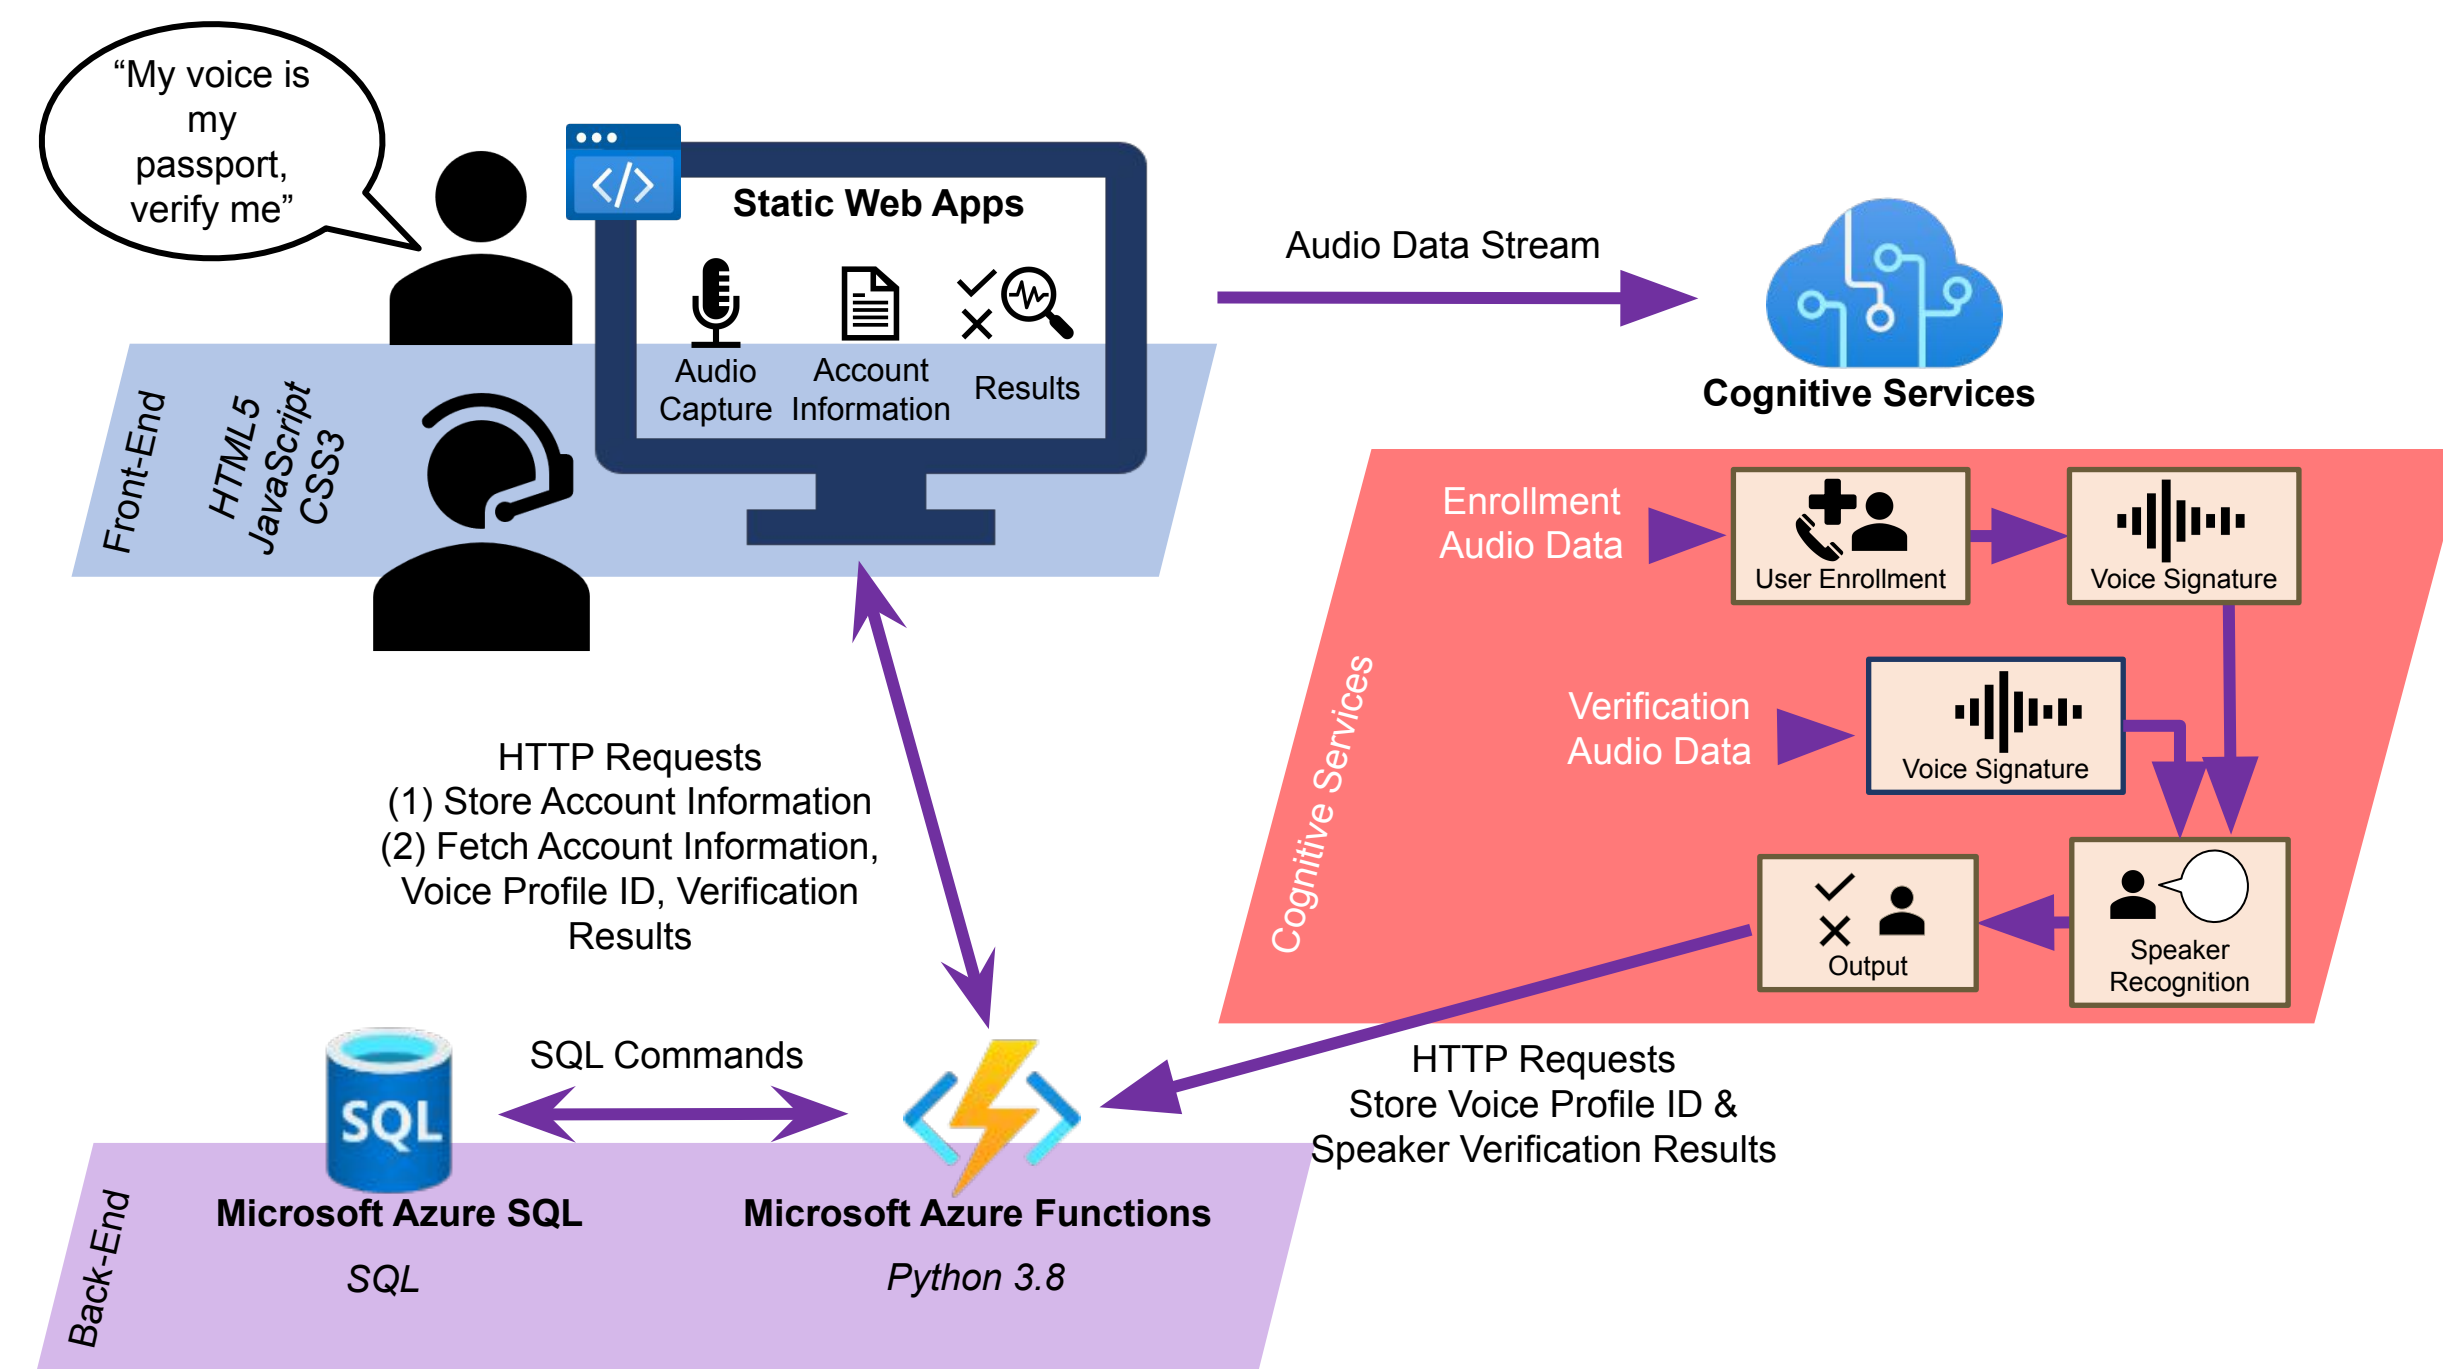 “My voice is
my
passport,
verify me”
Static Web Apps
Audio
Capture
Account
Information
Results
Front-End
HTML5
JavaScript
CSS3
Audio Data Stream
Cognitive Services
Enrollment
Audio Data
User Enrollment
Voice Signature
Verification
Audio Data
Voice Signature
Cognitive Services
Speaker
Recognition
Output
HTTP Requests
(1) Store Account Information
(2) Fetch Account Information,
Voice Profile ID, Verification
Results
HTTP Requests
Store Voice Profile ID &
Speaker Verification Results
SQL Commands
SQL
Microsoft Azure SQL
SQL
Microsoft Azure Functions
Python 3.8
Back-End